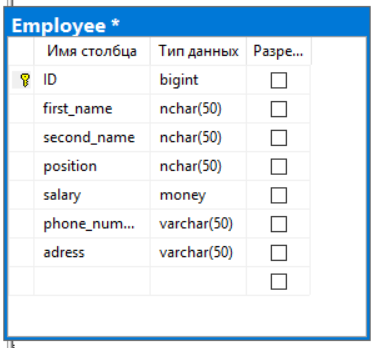 Employee *
Имя столбца Тип данных Разре...
ID bigint
first_name nchar(50)
second_name nchar(50)
position nchar(50)
salary money
phone_num... varchar(50)
adress varchar(50)